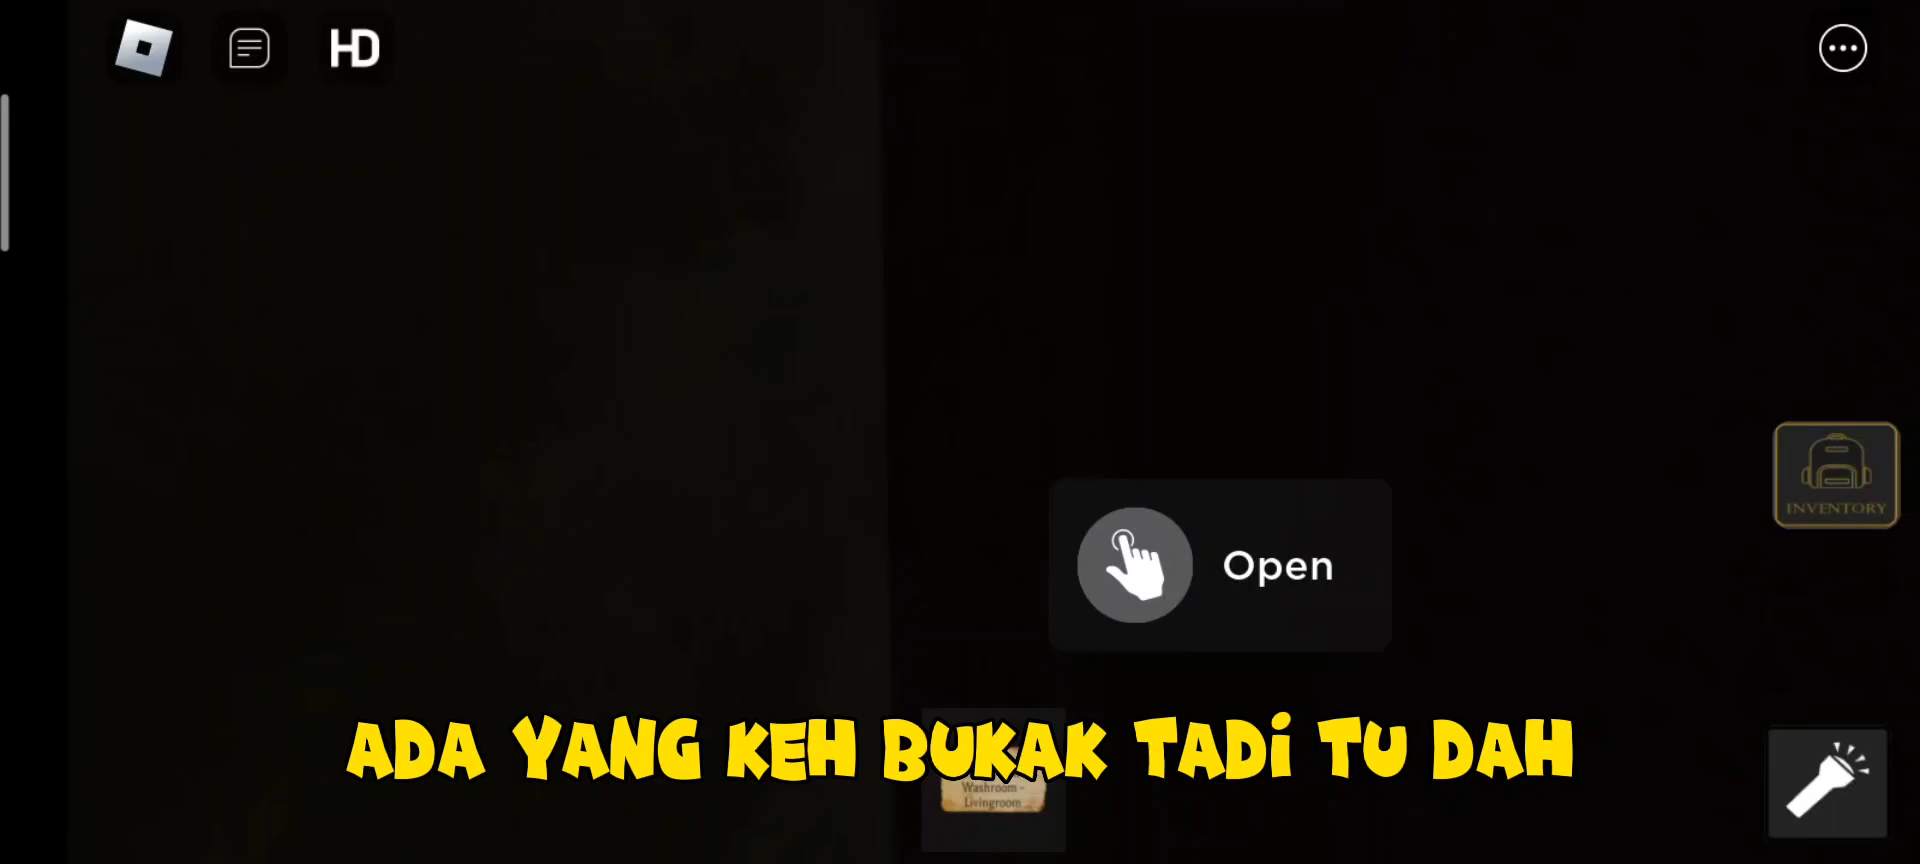 HD
INVENTORY
Open
ADA YANG KEH BUKAK TADI TU DAH
Washroom -
Livingroom